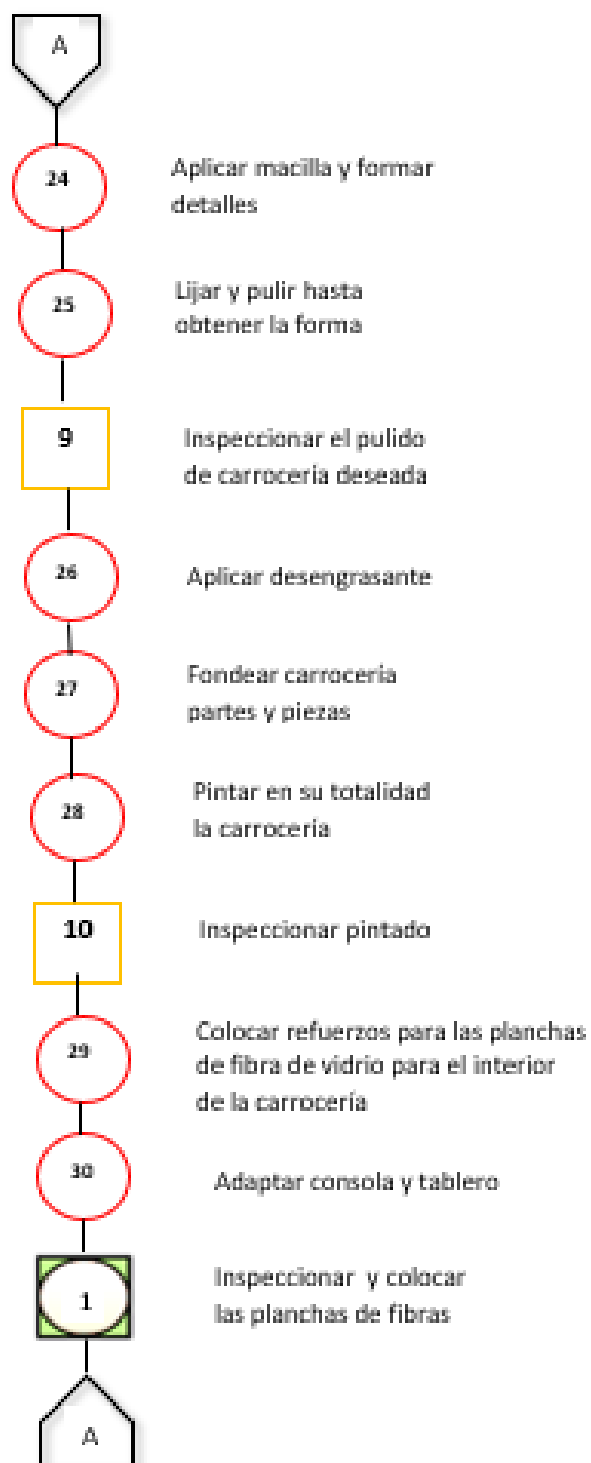 A
24
Aplicar macilla y formar
detalles
25
Lijar y pulir hasta
obtener la forma
9
Inspeccionar el pulido
de carroceria deseada
26
Aplicar desengrasante
27
Fondear carroceria
partes y piezas
28
Pintar en su totalidad
la carroceria
10
Inspeccionar pintado
29
Colocar refuerzos para las planchas
de fibra de vidrio para el interior
de la carrocería
30
Adaptar consola y tablero
1
Inspeccionar y colocar
las planchas de fibras
A